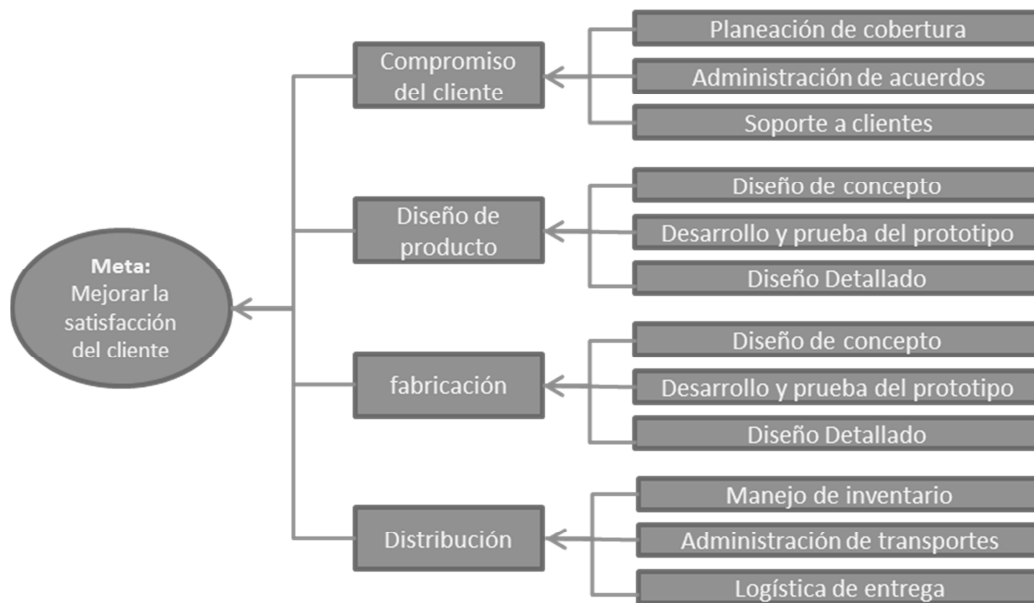 Meta:
Mejorar la
satisfacción
del cliente
Compromiso
del cliente
Planeación de cobertura
Administración de acuerdos
Soporte a clientes
Diseño de
producto
Diseño de concepto
Desarrollo y prueba del prototipo
Diseño Detallado
fabricación
Diseño de concepto
Desarrollo y prueba del prototipo
Diseño Detallado
Distribución
Manejo de inventario
Administración de transportes
Logística de entrega